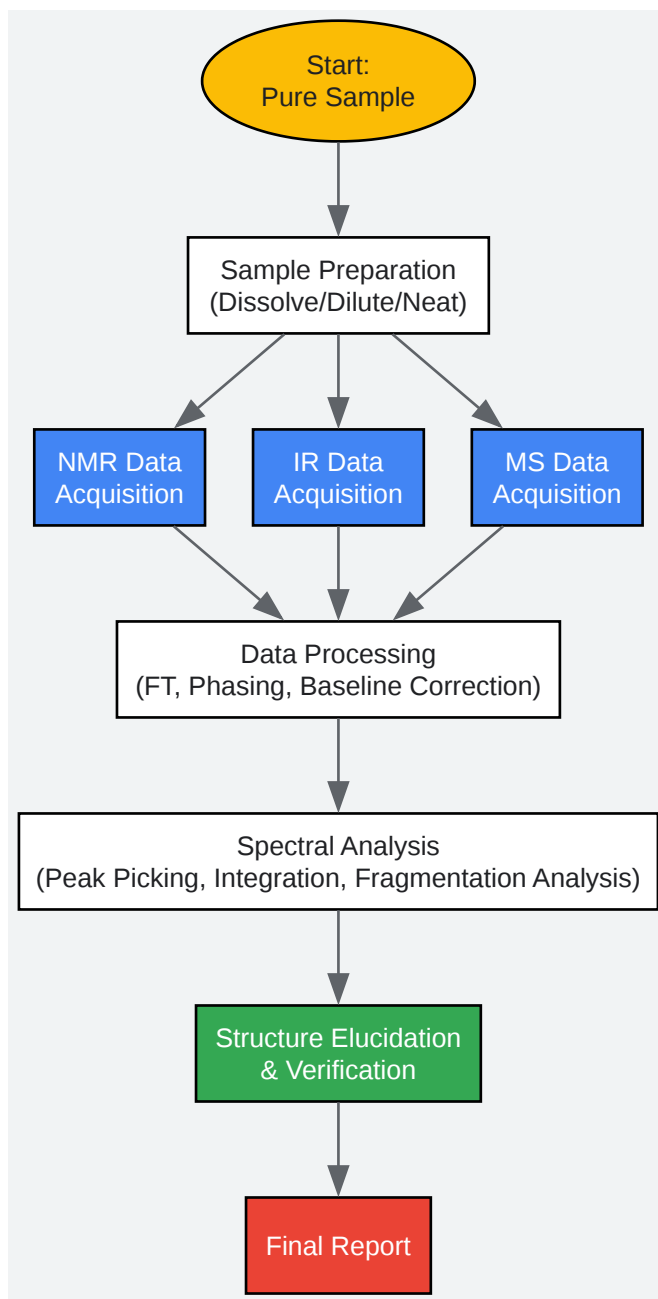 Start:
Pure Sample
Sample Preparation
(Dissolve/Dilute/Neat)
NMR Data
Acquisition
IR Data
Acquisition
MS Data
Acquisition
Data Processing
(FT, Phasing, Baseline Correction)
Spectral Analysis
(Peak Picking, Integration, Fragmentation Analysis)
Structure Elucidation
& Verification
Final Report